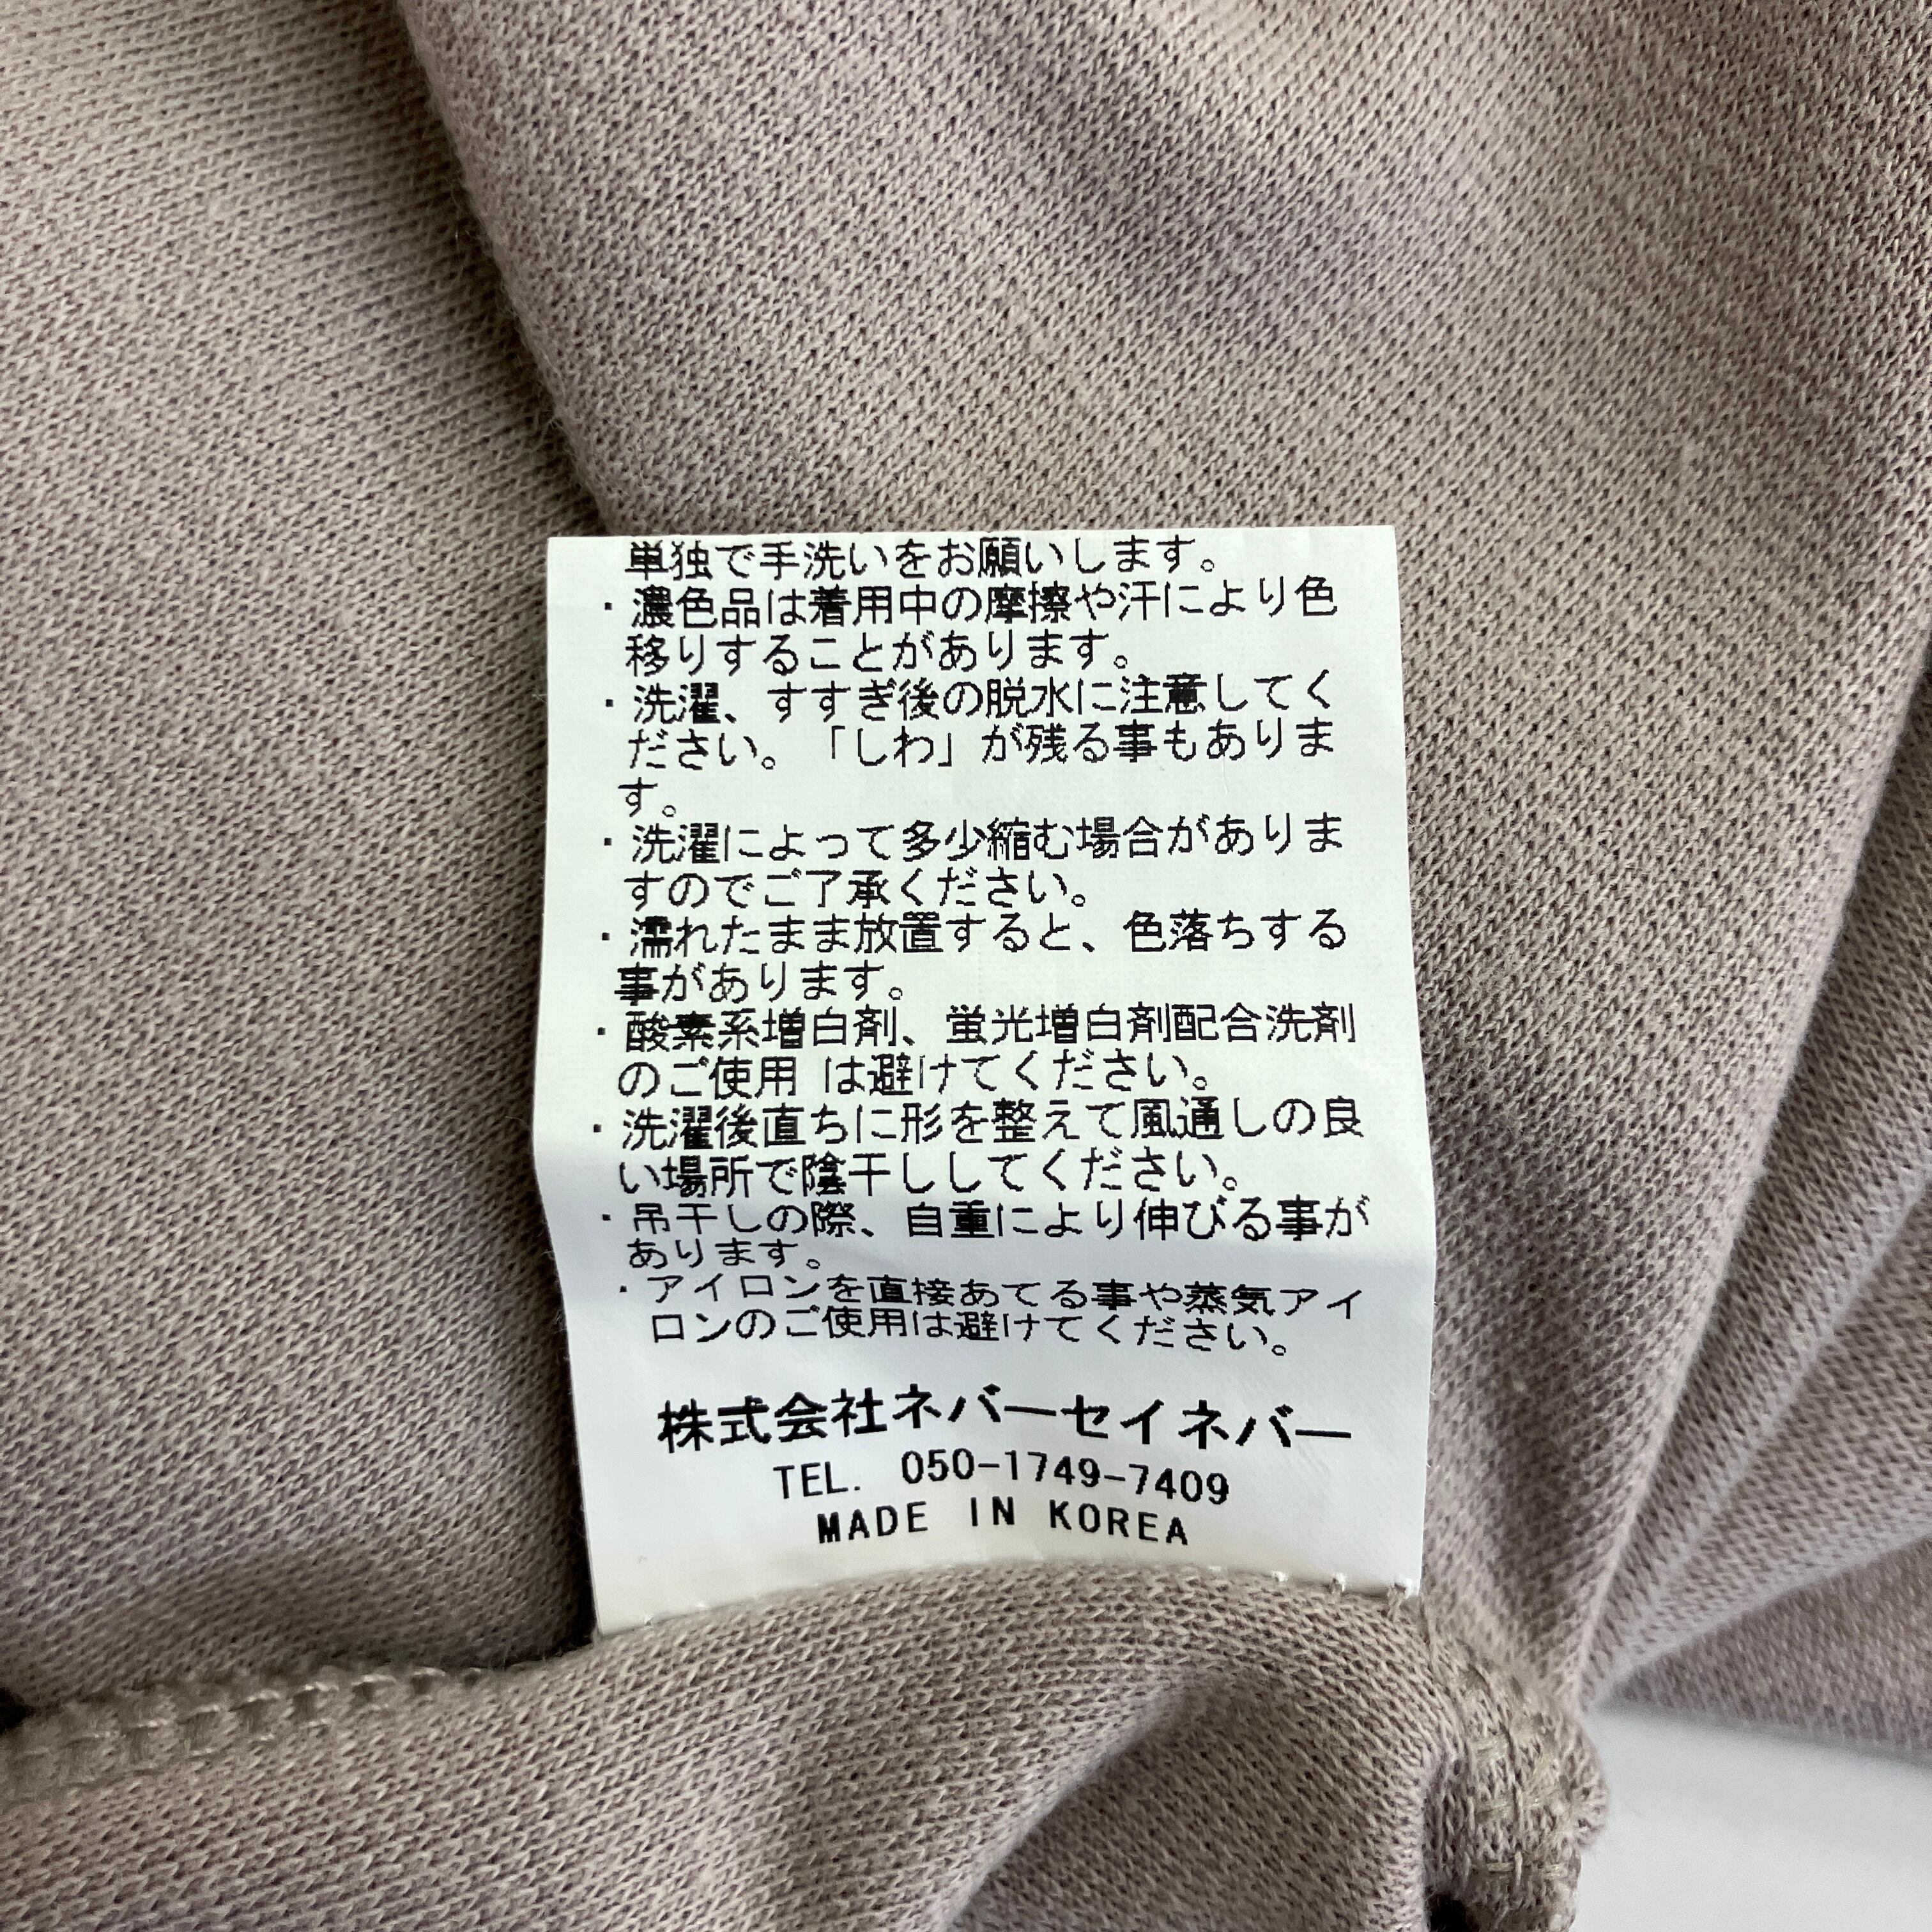 単独で手洗いをお願いします。
・濃色品は着用中の摩擦や汗により色
移りすることがあります。
・洗濯、すすぎ後の脱水に注意してく
ださい。「しわ」が残る事もありま
す。
・洗濯によって多少縮む場合がありま
すのでご了承ください。
・濡れたまま放置すると、色落ちする
事があります。
・酸素系増白剤、蛍光増白剤配合洗剤
のご使用 は避けてください。
・洗濯後直ちに形を整えて風通しの良
い場所で陰干ししてください。
・吊干しの際、自重により伸びる事が
あります。
・アイロンを直接あてる事や蒸気アイ
ロンのご使用は避けてください。
株式会社ネバーセイネバー
TEL. 050-1749-7409
MADE IN KOREA